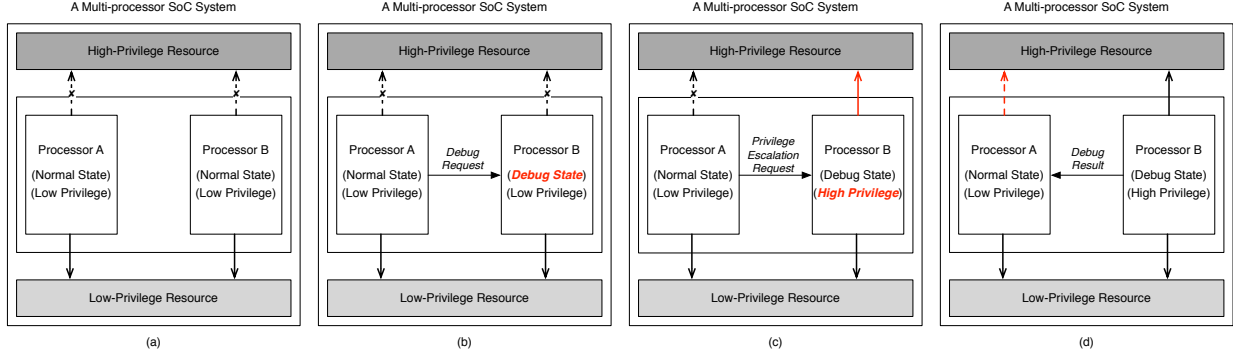 A Multi-processor SoC System
High-Privilege Resource
Processor A
(Normal State)
(Low Privilege)
Processor B
(Normal State)
(Low Privilege)
Low-Privilege Resource
(a)
A Multi-processor SoC System
High-Privilege Resource
Processor A
(Normal State)
(Low Privilege)
Debug
Request
Processor B
(Debug State)
(Low Privilege)
Low-Privilege Resource
(b)
A Multi-processor SoC System
High-Privilege Resource
Processor A
(Normal State)
(Low Privilege)
Privilege
Escalation
Request
Processor B
(Debug State)
(High Privilege)
Low-Privilege Resource
(c)
A Multi-processor SoC System
High-Privilege Resource
Processor A
(Normal State)
(Low Privilege)
Debug
Result
Processor B
(Debug State)
(High Privilege)
Low-Privilege Resource
(d)